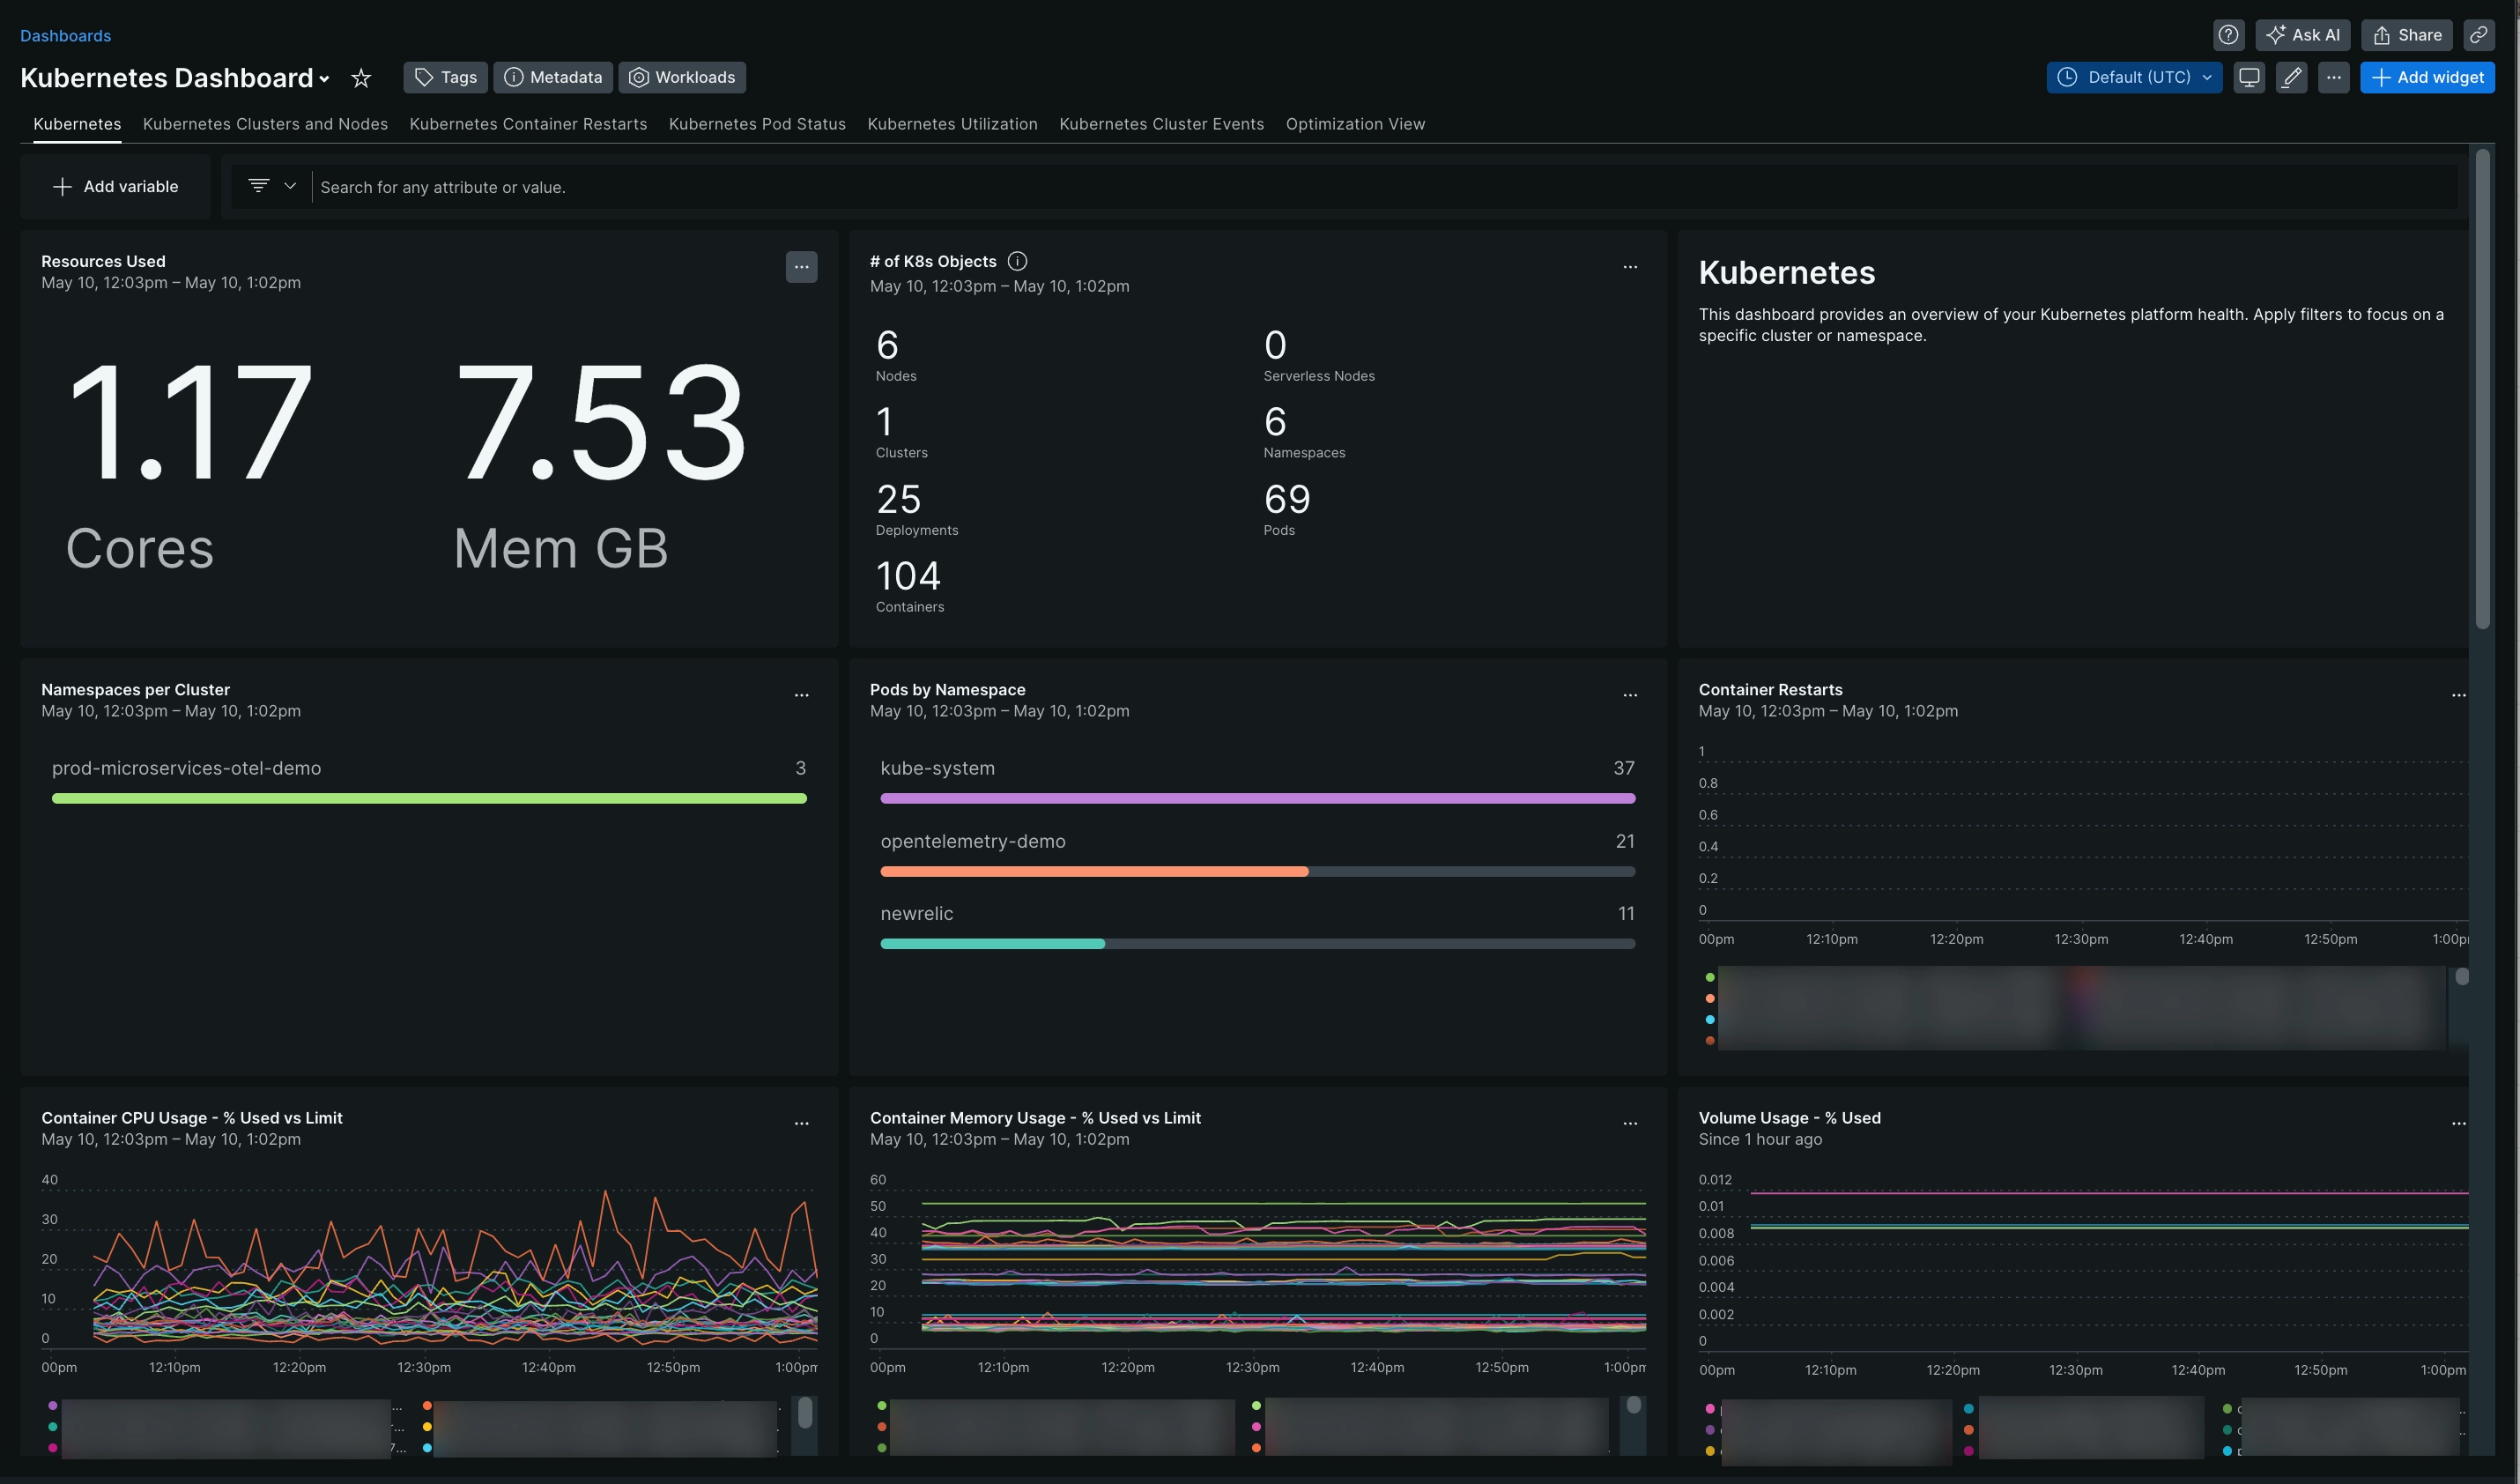 Dashboards
Ask AI
Share
Kubernetes Dashboard
Tags
Metadata
Workloads
Default (UTC)
Add widget
Kubernetes
Kubernetes Clusters and Nodes
Kubernetes Container Restarts
Kubernetes Pod Status
Kubernetes Utilization
Kubernetes Cluster Events
Optimization View
Add variable
Search for any attribute or value.
Resources Used
May 10, 12:03pm – May 10, 1:02pm
1.17
Cores
7.53
Mem GB
# of K8s Objects
May 10, 12:03pm – May 10, 1:02pm
6
Nodes
0
Serverless Nodes
1
Clusters
6
Namespaces
25
Deployments
69
Pods
104
Containers
Kubernetes
This dashboard provides an overview of your Kubernetes platform health. Apply filters to focus on a
specific cluster or namespace.
Namespaces per Cluster
May 10, 12:03pm – May 10, 1:02pm
prod-microservices-otel-demo 3
Pods by Namespace
May 10, 12:03pm – May 10, 1:02pm
kube-system 37
opentelemetry-demo 21
newrelic 11
Container Restarts
May 10, 12:03pm – May 10, 1:02pm
1
0.8
0.6
0.4
0.2
0
00pm 12:10pm 12:20pm 12:30pm 12:40pm 12:50pm 1:00p
Container CPU Usage - % Used vs Limit
May 10, 12:03pm – May 10, 1:02pm
40
30
20
10
0
00pm 12:10pm 12:20pm 12:30pm 12:40pm 12:50pm 1:00pm
Container Memory Usage - % Used vs Limit
May 10, 12:03pm – May 10, 1:02pm
60
50
40
30
20
10
0
00pm 12:10pm 12:20pm 12:30pm 12:40pm 12:50pm 1:00pm
Volume Usage - % Used
Since 1 hour ago
0.012
0.01
0.008
0.006
0.004
0.002
0
00pm 12:10pm 12:20pm 12:30pm 12:40pm 12:50pm 1:00pm